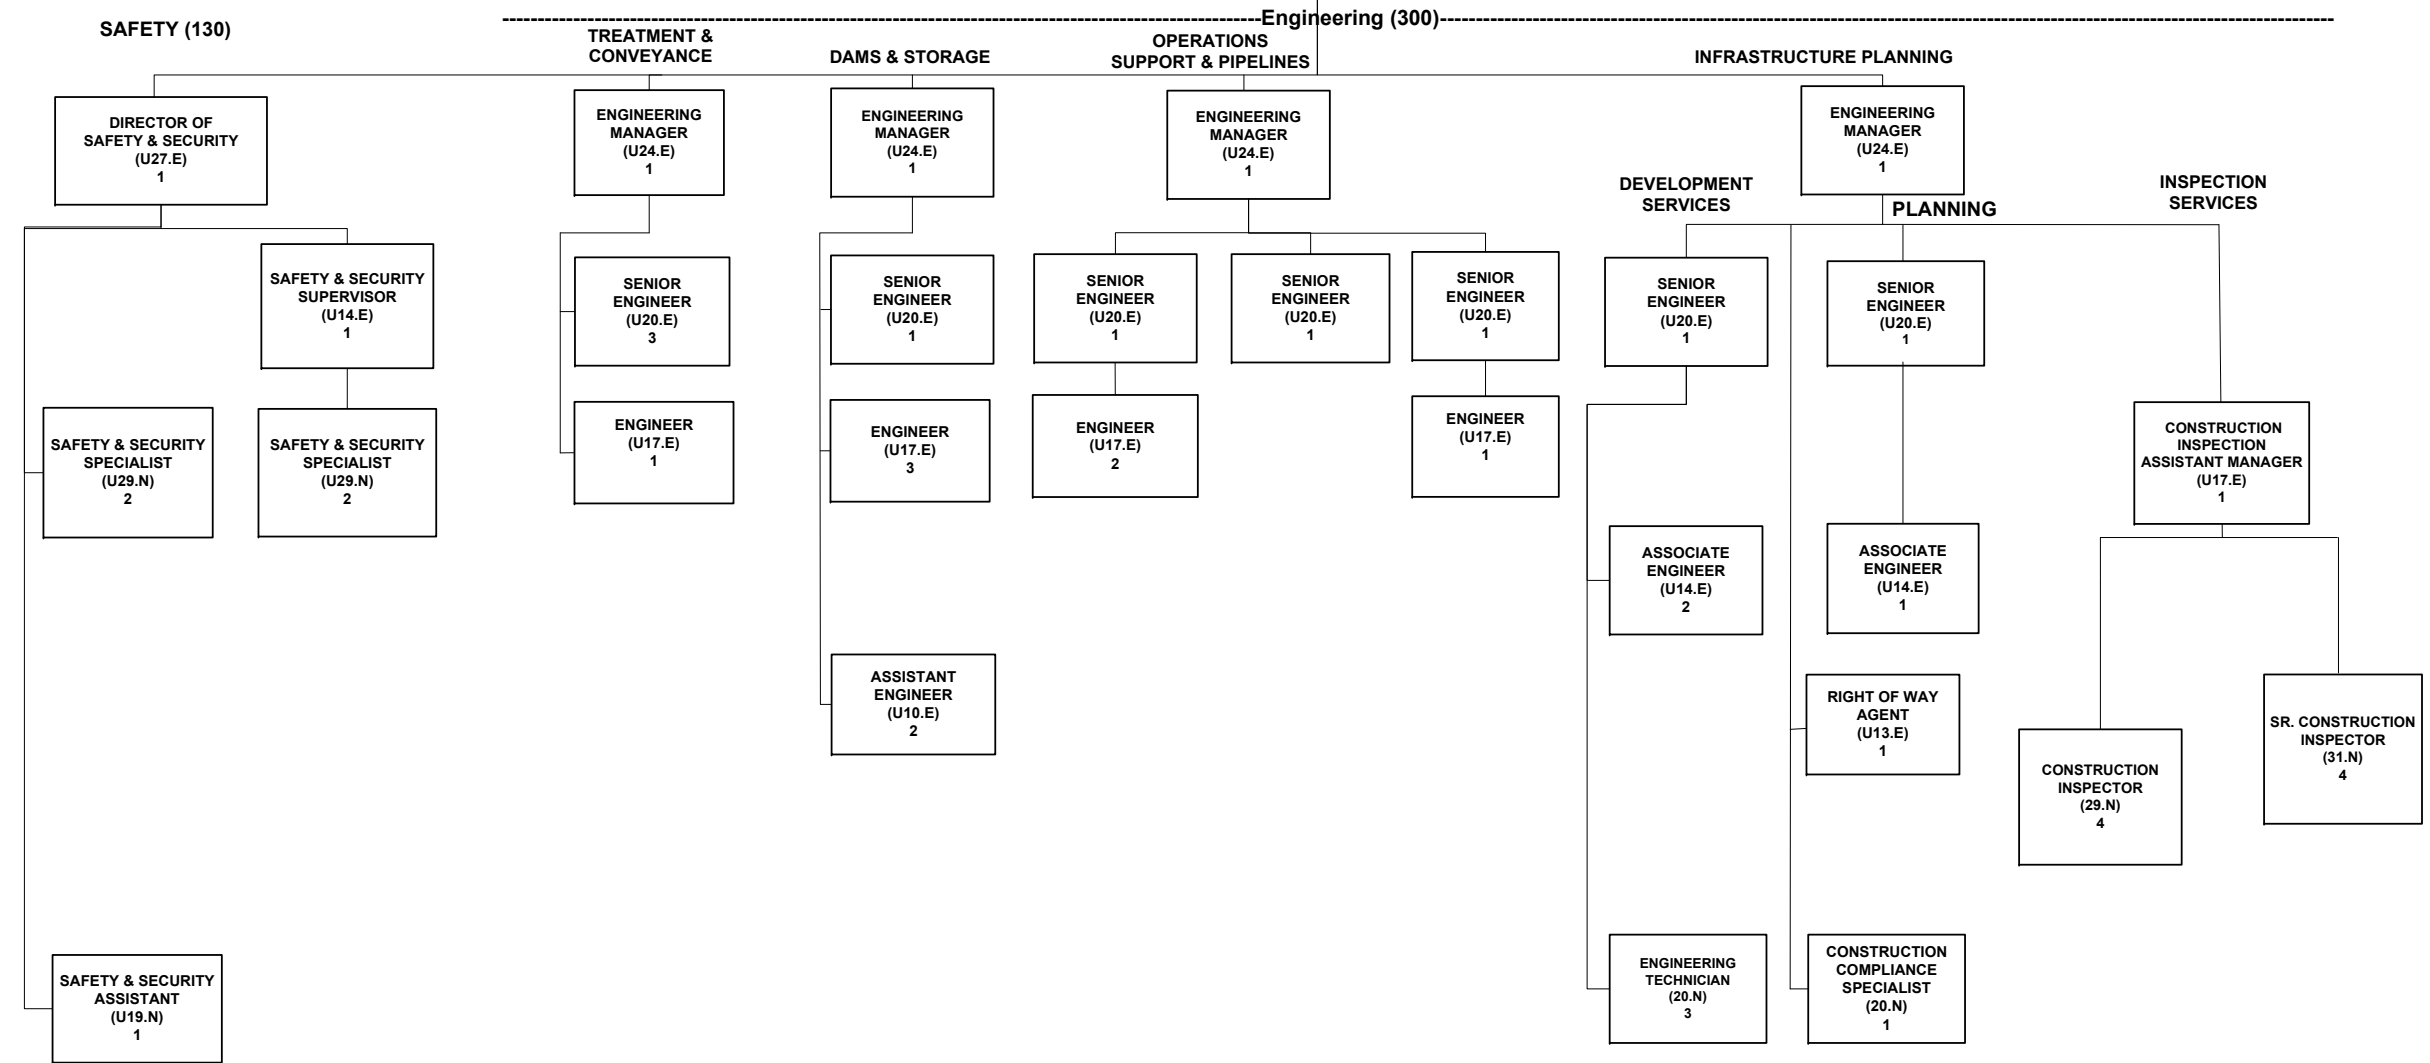 SAFETY (130)
Engineering (300)
TREATMENT &
CONVEYANCE
DAMS & STORAGE
OPERATIONS
SUPPORT & PIPELINES
INFRASTRUCTURE PLANNING
DIRECTOR OF
SAFETY & SECURITY
(U27.E)
1
ENGINEERING
MANAGER
(U24.E)
1
ENGINEERING
MANAGER
(U24.E)
1
ENGINEERING
MANAGER
(U24.E)
1
ENGINEERING
MANAGER
(U24.E)
1
DEVELOPMENT
SERVICES
PLANNING
INSPECTION
SERVICES
SAFETY & SECURITY
SUPERVISOR
(U14.E)
1
SENIOR
ENGINEER
(U20.E)
3
SENIOR
ENGINEER
(U20.E)
1
SENIOR
ENGINEER
(U20.E)
1
SENIOR
ENGINEER
(U20.E)
1
SENIOR
ENGINEER
(U20.E)
1
SENIOR
ENGINEER
(U20.E)
1
SENIOR
ENGINEER
(U20.E)
1
SAFETY & SECURITY
SPECIALIST
(U29.N)
2
SAFETY & SECURITY
SPECIALIST
(U29.N)
2
ENGINEER
(U17.E)
1
ENGINEER
(U17.E)
3
ENGINEER
(U17.E)
2
ENGINEER
(U17.E)
1
CONSTRUCTION
INSPECTION
ASSISTANT MANAGER
(U17.E)
1
ASSOCIATE
ENGINEER
(U14.E)
2
ASSOCIATE
ENGINEER
(U14.E)
1
ASSISTANT
ENGINEER
(U10.E)
2
RIGHT OF WAY
AGENT
(U13.E)
1
CONSTRUCTION
INSPECTOR
(29.N)
4
SR. CONSTRUCTION
INSPECTOR
(31.N)
4
SAFETY & SECURITY
ASSISTANT
(U19.N)
1
ENGINEERING
TECHNICIAN
(20.N)
3
CONSTRUCTION
COMPLIANCE
SPECIALIST
(20.N)
1